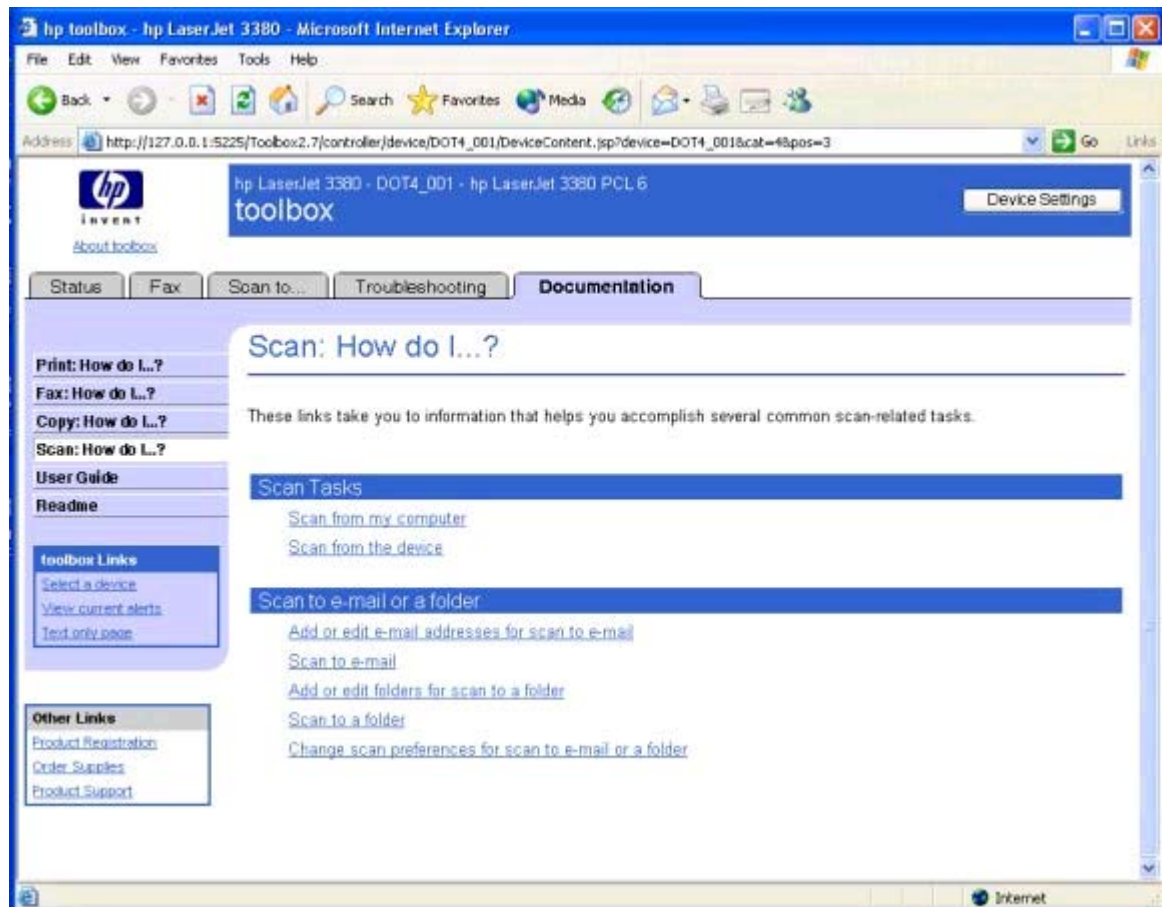 hp toolbox - hp LaserJet 3380 - Microsoft Internet Explorer
File Edit View Favorites Tools Help
Back Search Favorites Media
Address http://127.0.0.1:5225/Toolbox2.7/controller/device/DOT4_001/DeviceContent.jsp?device=DOT4_001&cat=4&pos=3 Go Links
hp
invent
About toolbox
hp LaserJet 3380 - DOT4_001 - hp LaserJet 3380 PCL 6
toolbox
Device Settings
Status Fax Scan to... Troubleshooting Documentation
Print: How do I...?
Fax: How do I...?
Copy: How do I...?
Scan: How do I...?
User Guide
Readme
toolbox Links
Select a device
View current alerts
Text only page
Other Links
Product Registration
Order Supplies
Product Support
Scan: How do I...?
These links take you to information that helps you accomplish several common scan-related tasks.
Scan Tasks
Scan from my computer
Scan from the device
Scan to e-mail or a folder
Add or edit e-mail addresses for scan to e-mail
Scan to e-mail
Add or edit folders for scan to a folder
Scan to a folder
Change scan preferences for scan to e-mail or a folder
Internet